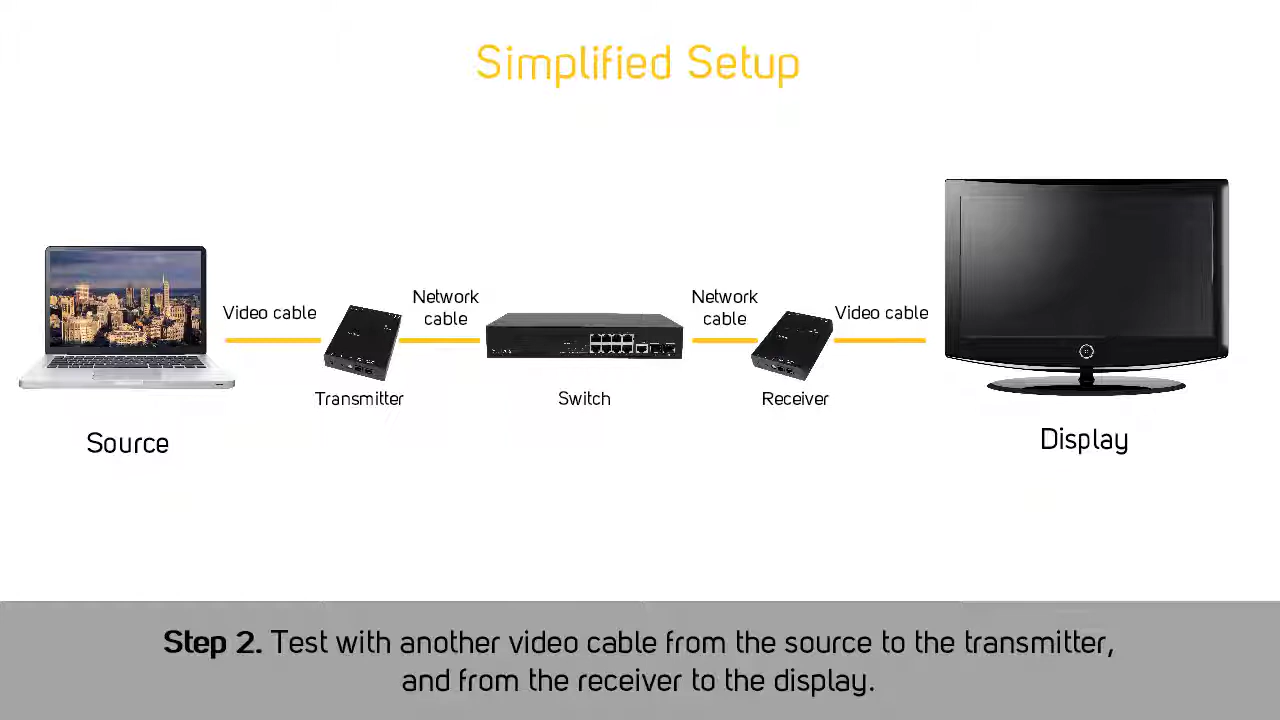 Simplified Setup
Video cable
Network
cable
Network
cable
Video cable
Transmitter
Switch
Receiver
Source
Display
Step 2. Test with another video cable from the source to the transmitter,
and from the receiver to the display.